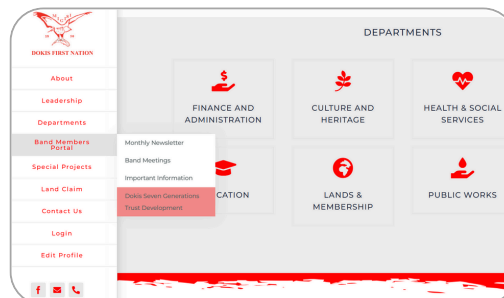 DOKIS FIRST NATION
About
Leadership
Departments
Band Members
Portal
Special Projects
Land Claim
Contact Us
Login
Edit Profile
Monthly Newsletter
Band Meetings
Important Information
Dokis Seven Generations
Trust Development
DEPARTMENTS
FINANCE AND
ADMINISTRATION
CULTURE AND
HERITAGE
HEALTH & SOCIAL
SERVICES
CATION
LANDS &
MEMBERSHIP
PUBLIC WORKS